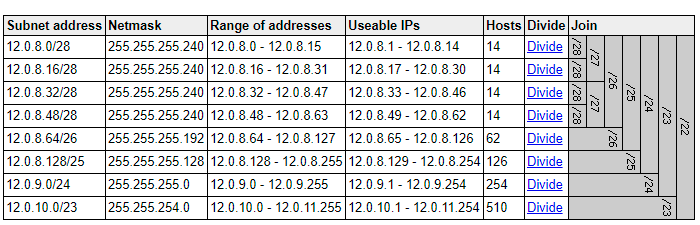 Subnet address Netmask Range of addresses Useable IPs Hosts Divide Join
12.0.8.0/28 255.255.255.240 12.0.8.0 - 12.0.8.15 12.0.8.1 - 12.0.8.14 14 Divide /28 /27 /26 /25 /24 /23 /22
12.0.8.16/28 255.255.255.240 12.0.8.16 - 12.0.8.31 12.0.8.17 - 12.0.8.30 14 Divide /28
12.0.8.32/28 255.255.255.240 12.0.8.32 - 12.0.8.47 12.0.8.33 - 12.0.8.46 14 Divide /28 /27
12.0.8.48/28 255.255.255.240 12.0.8.48 - 12.0.8.63 12.0.8.49 - 12.0.8.62 14 Divide /28
12.0.8.64/26 255.255.255.192 12.0.8.64 - 12.0.8.127 12.0.8.65 - 12.0.8.126 62 Divide /26
12.0.8.128/25 255.255.255.128 12.0.8.128 - 12.0.8.255 12.0.8.129 - 12.0.8.254 126 Divide /25
12.0.9.0/24 255.255.255.0 12.0.9.0 - 12.0.9.255 12.0.9.1 - 12.0.9.254 254 Divide /24
12.0.10.0/23 255.255.254.0 12.0.10.0 - 12.0.11.255 12.0.10.1 - 12.0.11.254 510 Divide /23